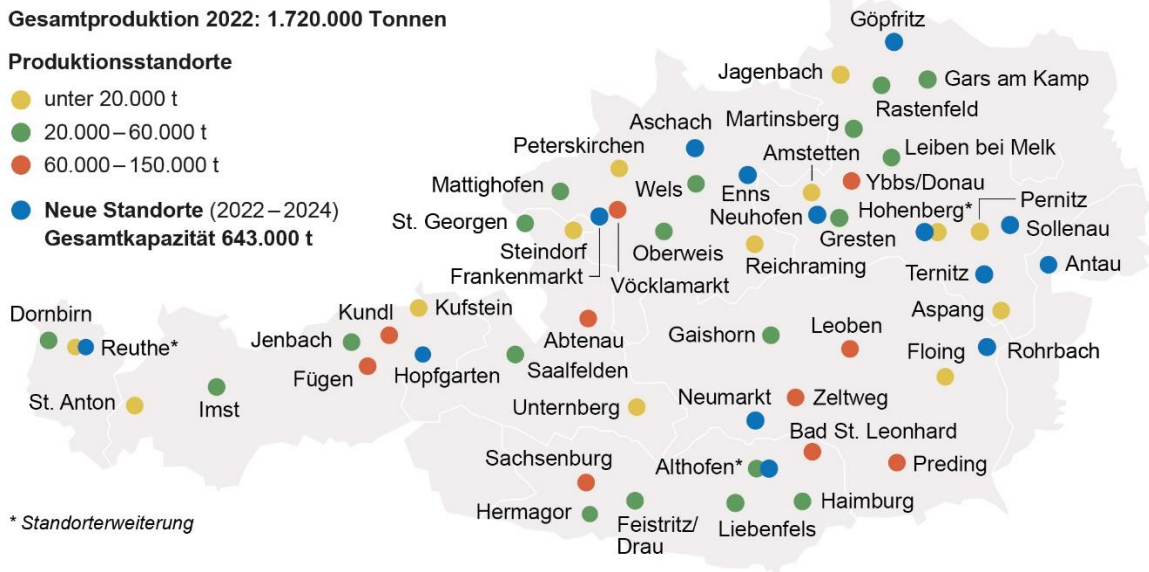 Gesamtproduktion 2022: 1.720.000 Tonnen
Produktionsstandorte
unter 20.000 t
20.000–60.000 t
60.000–150.000 t
Neue Standorte (2022–2024)
Gesamtkapazität 643.000 t
Göpfritz
Jagenbach
Gars am Kamp
Rastenfeld
Martinsberg
Aschach
Leiben bei Melk
Peterskirchen
Amstetten
Mattighofen
Wels
Enns
Ybbs/Donau
Pernitz
St. Georgen
Neuhofen
Hohenberg*
Sollenau
Steindorf
Oberweis
Gresten
Reichraming
Frankenmarkt
Vöcklamarkt
Ternitz
Antau
Dornbirn
Kundl
Kufstein
Aspang
Reuthe*
Jenbach
Abtenau
Gaishorn
Leoben
Floing
Rohrbach
Fügen
Hopfgarten
Saalfelden
St. Anton
Imst
Unternberg
Neumarkt
Zeltweg
Bad St. Leonhard
Sachsenburg
Althofen*
Preding
Hermagor
Feistritz/
Drau
Liebenfels
Haimburg
* Standorterweiterung